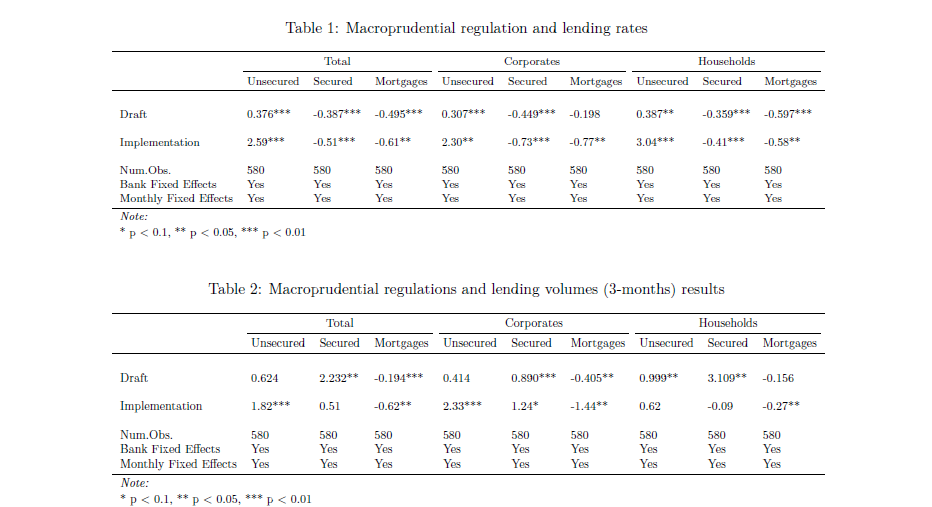 Table 1: Macroprudential regulation and lending rates
Total Corporates Households
Unsecured Secured Mortgages Unsecured Secured Mortgages Unsecured Secured Mortgages
Draft 0.376*** -0.387*** -0.495*** 0.307*** -0.449*** -0.198 0.387** -0.359*** -0.597***
Implementation 2.59*** -0.51*** -0.61** 2.30** -0.73*** -0.77** 3.04*** -0.41*** -0.58**
Num.Obs. 580 580 580 580 580 580 580 580 580
Bank Fixed Effects Yes Yes Yes Yes Yes Yes Yes Yes Yes
Monthly Fixed Effects Yes Yes Yes Yes Yes Yes Yes Yes Yes
Note:
* p < 0.1, ** p < 0.05, *** p < 0.01
Table 2: Macroprudential regulations and lending volumes (3-months) results
Total Corporates Households
Unsecured Secured Mortgages Unsecured Secured Mortgages Unsecured Secured Mortgages
Draft 0.624 2.232** -0.194*** 0.414 0.890*** -0.405** 0.999** 3.109** -0.156
Implementation 1.82*** 0.51 -0.62** 2.33*** 1.24* -1.44** 0.62 -0.09 -0.27**
Num.Obs. 580 580 580 580 580 580 580 580 580
Bank Fixed Effects Yes Yes Yes Yes Yes Yes Yes Yes Yes
Monthly Fixed Effects Yes Yes Yes Yes Yes Yes Yes Yes Yes
Note:
* p < 0.1, ** p < 0.05, *** p < 0.01